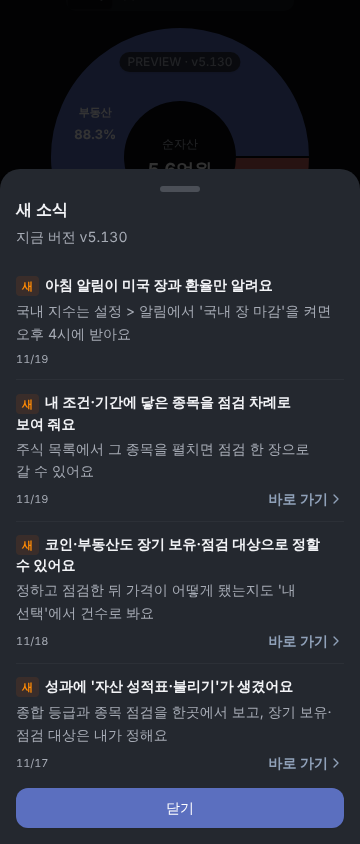 PREVIEW · v5.130
부동산
88.3%
순자산
5.6억원
새 소식
지금 버전 v5.130
새 아침 알림이 미국 장과 환율만 알려요
국내 지수는 설정 > 알림에서 '국내 장 마감'을 켜면
오후 4시에 받아요
11/19
새 내 조건·기간에 닿은 종목을 점검 차례로
보여 줘요
주식 목록에서 그 종목을 펼치면 점검 한 장으로
갈 수 있어요
11/19
바로 가기 >
새 코인·부동산도 장기 보유·점검 대상으로 정할
수 있어요
정하고 점검한 뒤 가격이 어떻게 됐는지도 '내
선택'에서 건수로 봐요
11/18
바로 가기 >
새 성과에 '자산 성적표·불리기'가 생겼어요
종합 등급과 종목 점검을 한곳에서 보고, 장기 보유·
점검 대상은 내가 정해요
11/17
바로 가기 >
닫기